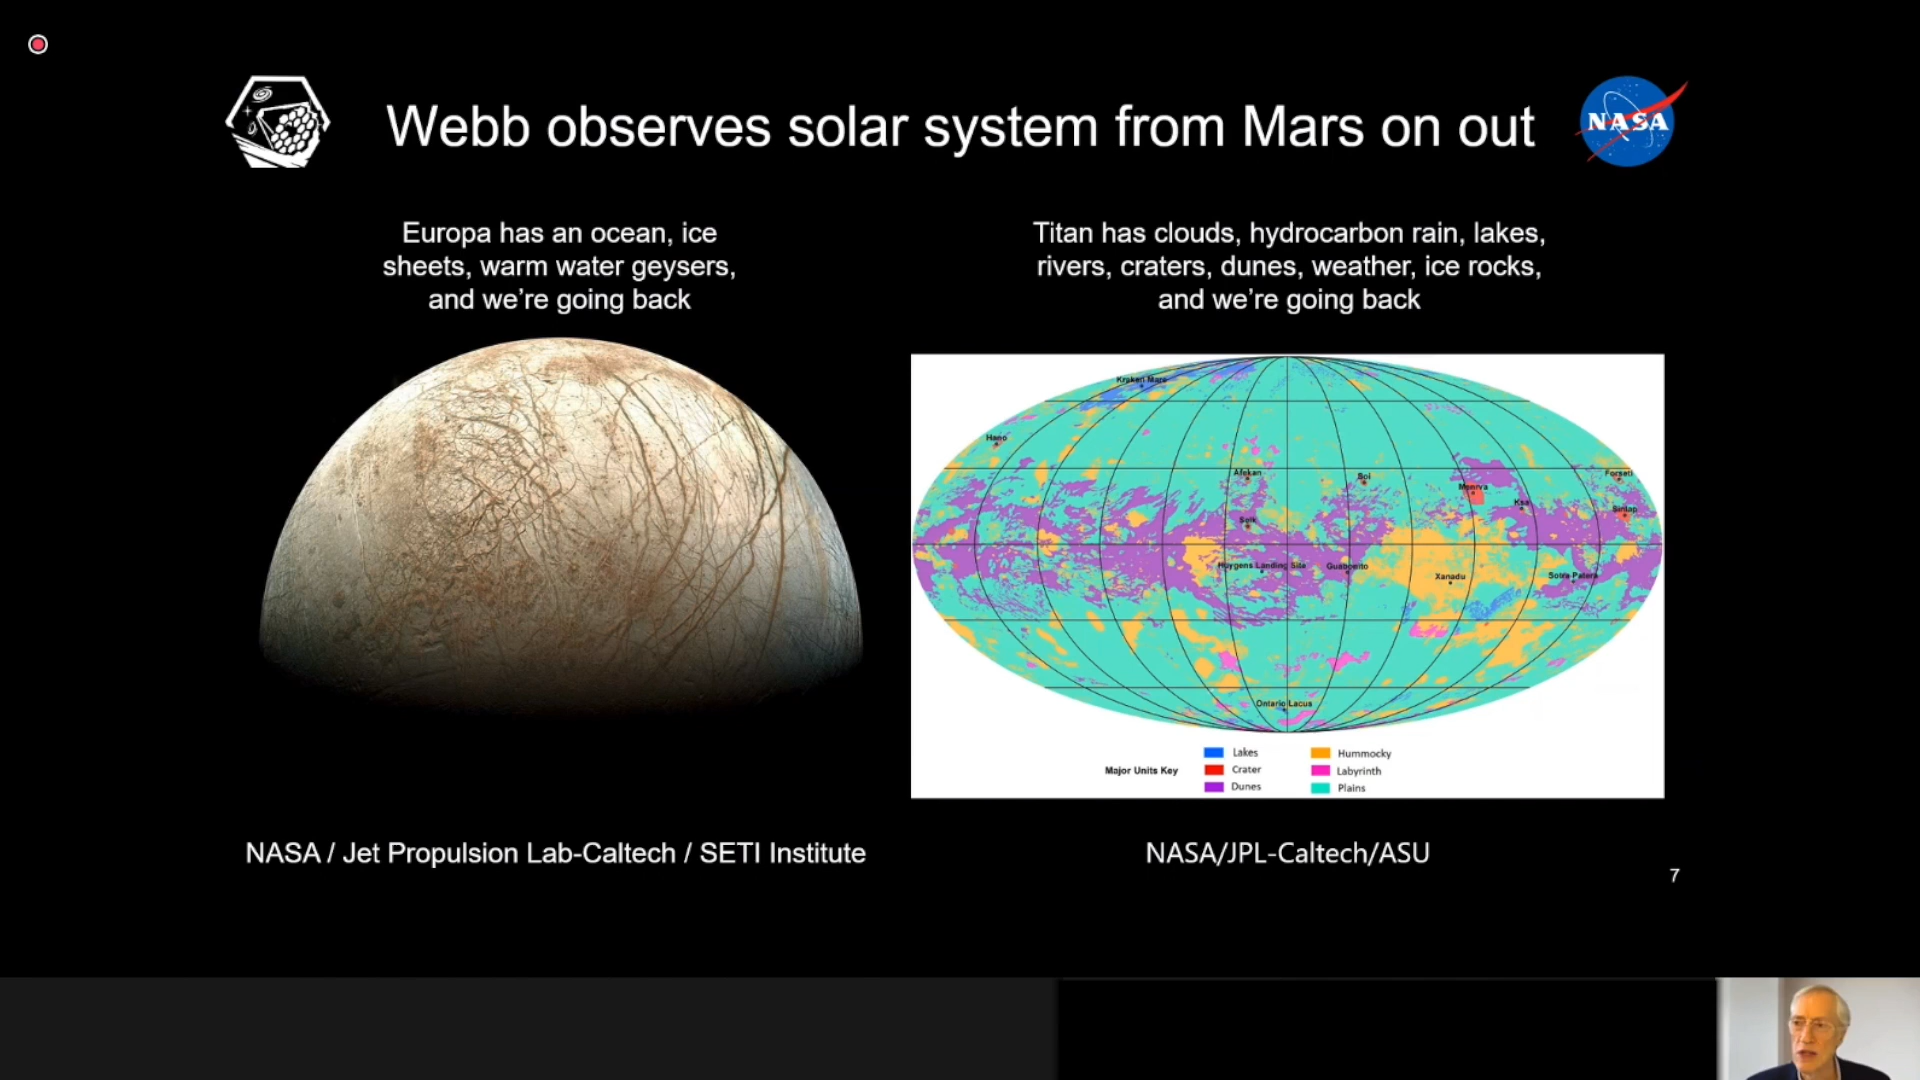 Webb observes solar system from Mars on out
NASA
Europa has an ocean, ice
sheets, warm water geysers,
and we're going back
Titan has clouds, hydrocarbon rain, lakes,
rivers, craters, dunes, weather, ice rocks,
and we're going back
Kraken Mare
Hano
Afekan
Soi
Menrva
Forseti
Ksa
Sinlap
Selk
Huygens Landing Site
Guabonito
Xanadu
Sotra Patera
Ontario Lacus
Major Units Key
Lakes
Crater
Dunes
Hummocky
Labyrinth
Plains
NASA / Jet Propulsion Lab-Caltech / SETI Institute
NASA/JPL-Caltech/ASU
7